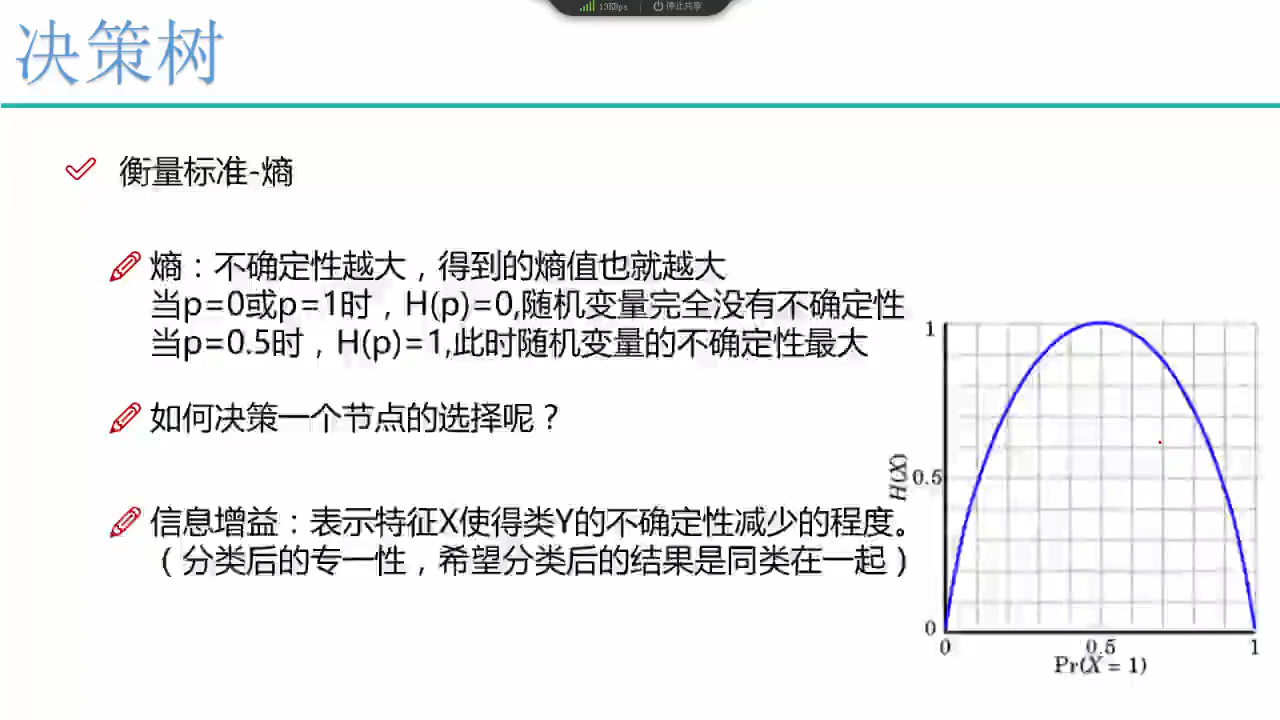 13KBps 停止共享
决策树
衡量标准-熵
熵：不确定性越大，得到的熵值也就越大
当p=0或p=1时，H(p)=0,随机变量完全没有不确定性
当p=0.5时，H(p)=1,此时随机变量的不确定性最大
如何决策一个节点的选择呢？
信息增益：表示特征X使得类Y的不确定性减少的程度。
（分类后的专一性，希望分类后的结果是同类在一起）
1
H(X)
0.5
0
0 0.5 1
Pr(X = 1)